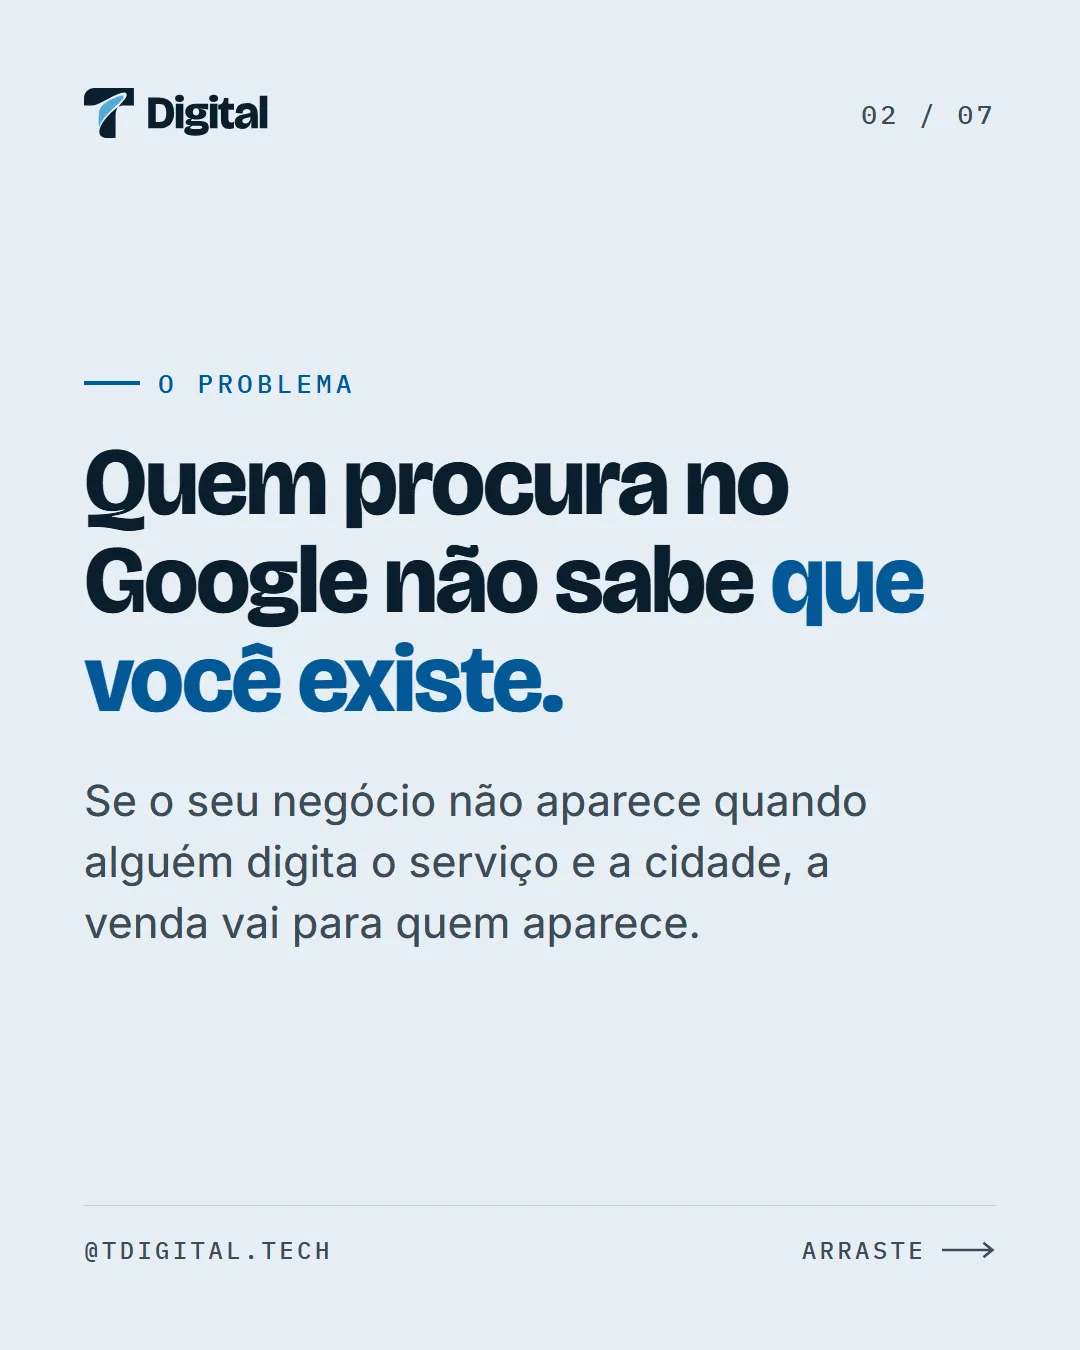 T Digital
02 / 07
O PROBLEMA
Quem procura no
Google não sabe que
você existe.
Se o seu negócio não aparece quando
alguém digita o serviço e a cidade, a
venda vai para quem aparece.
@TDIGITAL.TECH
ARRASTE